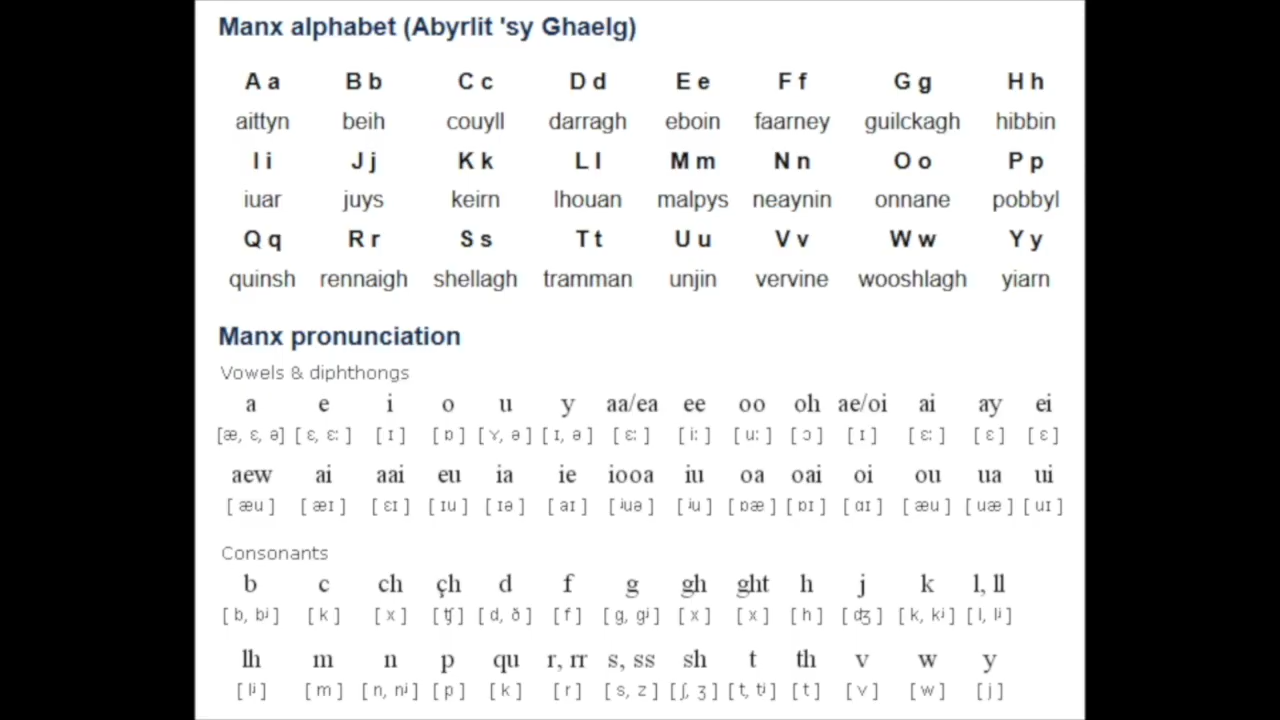 Manx alphabet (Abyrlit 'sy Ghaelg)
A a B b C c D d E e F f G g H h
aittyn beih couyll darragh eboin faarney guilckagh hibbin
I i J j K k L l M m N n O o P p
iuar juys keirn lhouan malpys neaynin onnane pobbyl
Q q R r S s T t U u V v W w Y y
quinsh rennaigh shellagh tramman unjin vervine wooshlagh yiarn
Manx pronunciation
Vowels & diphthongs
a e i o u y aa/ea ee oo oh ae/oi ai ay ei
[æ, ɛ, ə] [ɛ, ɛː] [ɪ] [ɒ] [ʏ, ə] [ɪ, ə] [ɛː] [iː] [uː] [ɔ] [ɪ] [ɛː] [ɛ] [ɛ]
aew ai aai eu ia ie iooa iu oa oai oi ou ua ui
[æu] [æɪ] [ɛɪ] [ɪu] [ɪə] [aɪ] [ʲuə] [ʲu] [ɒæ] [ɒɪ] [ɑɪ] [æu] [uæ] [uɪ]
Consonants
b c ch çh d f g gh ght h j k l, ll
[b, bʲ] [k] [x] [ʧ] [d, ð] [f] [g, gʲ] [x] [x] [h] [ʤ] [k, kʲ] [l, lʲ]
lh m n p qu r, rr s, ss sh t th v w y
[lʲ] [m] [n, nʲ] [p] [k] [r] [s, z] [ʃ, ʒ] [t, tʲ] [t] [v] [w] [j]